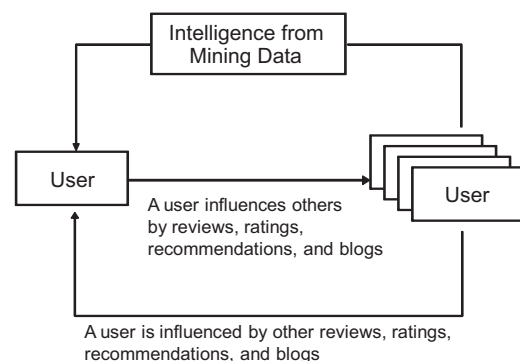 Intelligence from
Mining Data
User
User
A user influences others
by reviews, ratings,
recommendations, and blogs
A user is influenced by other reviews, ratings,
recommendations, and blogs